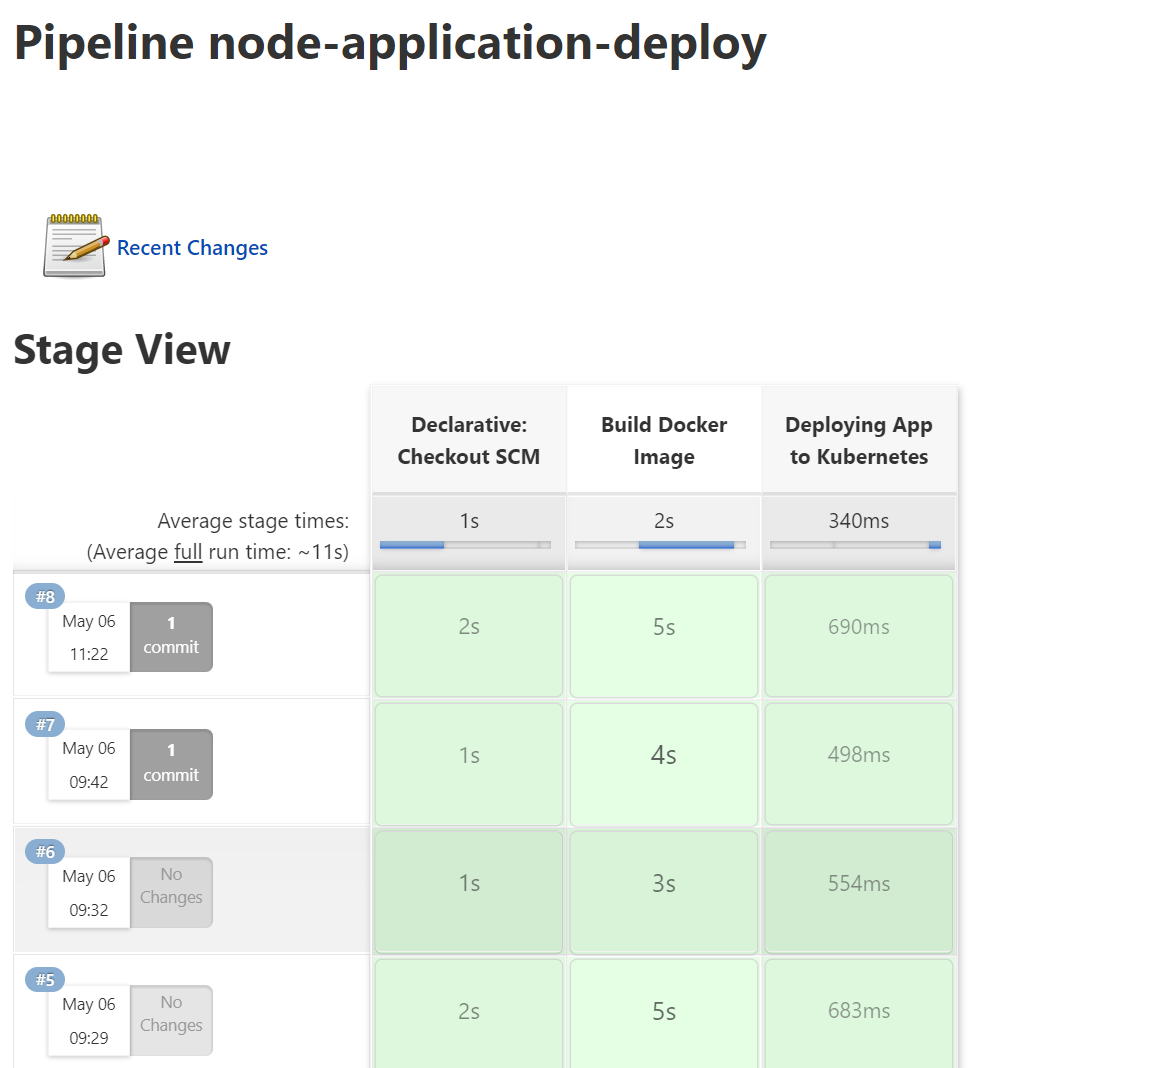 Pipeline node-application-deploy
Recent Changes
Stage View
Declarative: Checkout SCM
Build Docker Image
Deploying App to Kubernetes
Average stage times:
(Average full run time: ~11s)
1s
2s
340ms
#8
May 06
11:22
1
commit
2s
5s
690ms
#7
May 06
09:42
1
commit
1s
4s
498ms
#6
May 06
09:32
No
Changes
1s
3s
554ms
#5
May 06
09:29
No
Changes
2s
5s
683ms